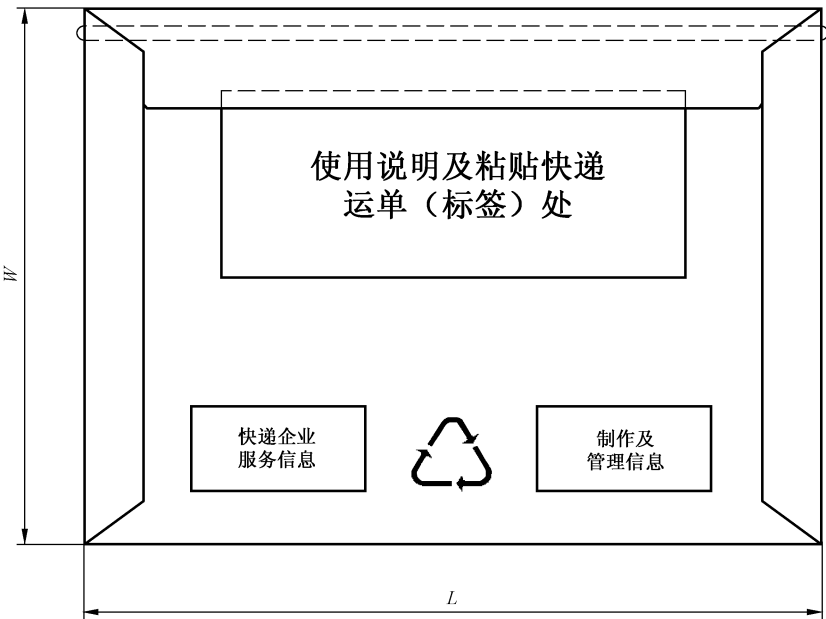 使用说明及粘贴快递
运单（标签）处
W
快递企业
服务信息
制作及
管理信息
L